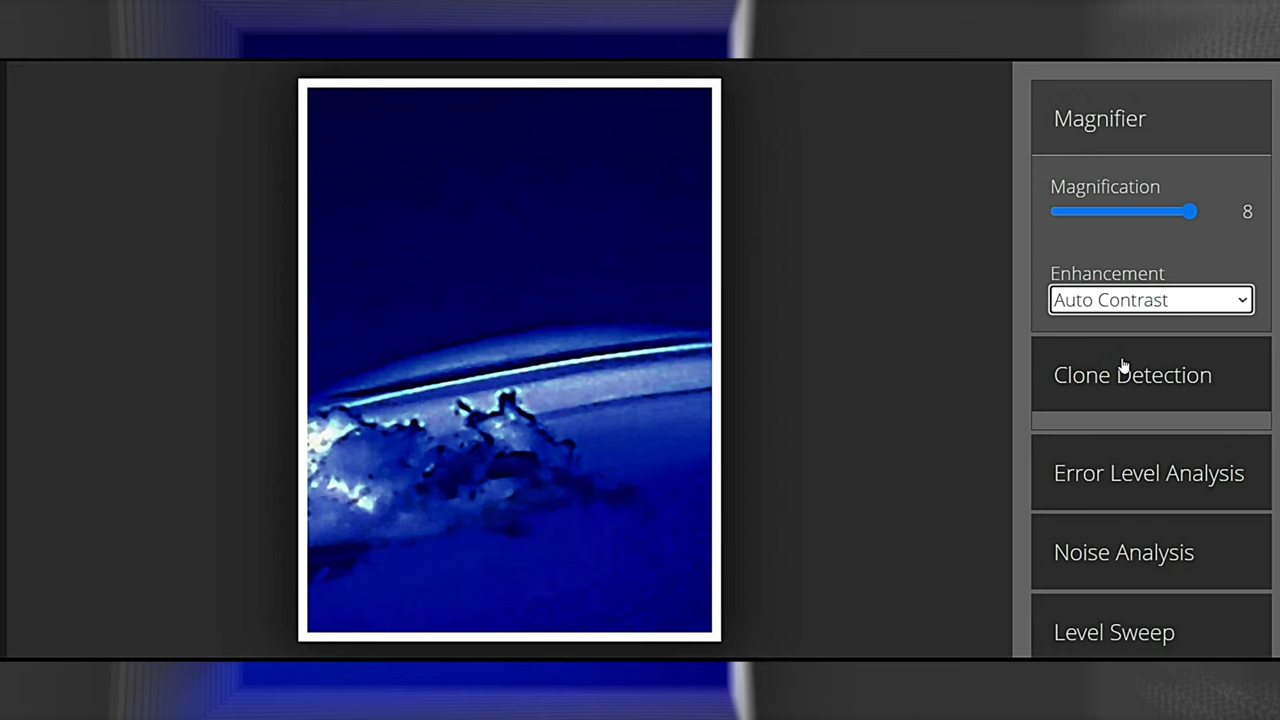 Magnifier
Magnification
8
Enhancement
Auto Contrast
Clone Detection
Error Level Analysis
Noise Analysis
Level Sweep